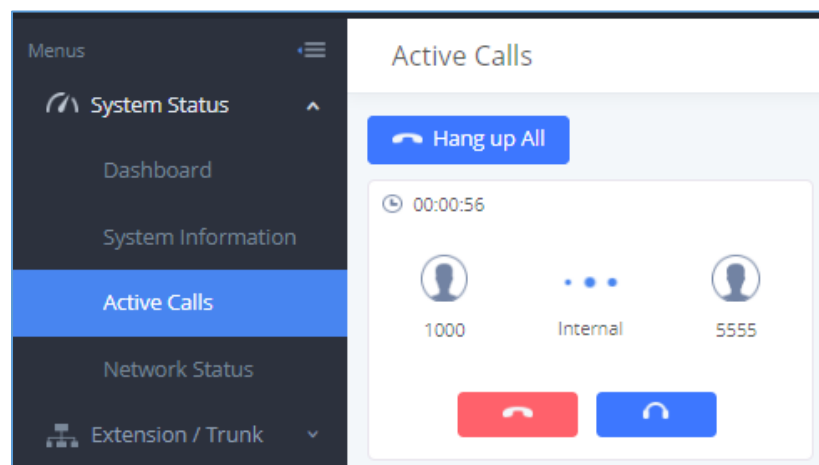 Menus
System Status
Dashboard
System Information
Active Calls
Network Status
Extension / Trunk
Active Calls
Hang up All
00:00:56
1000
Internal
5555